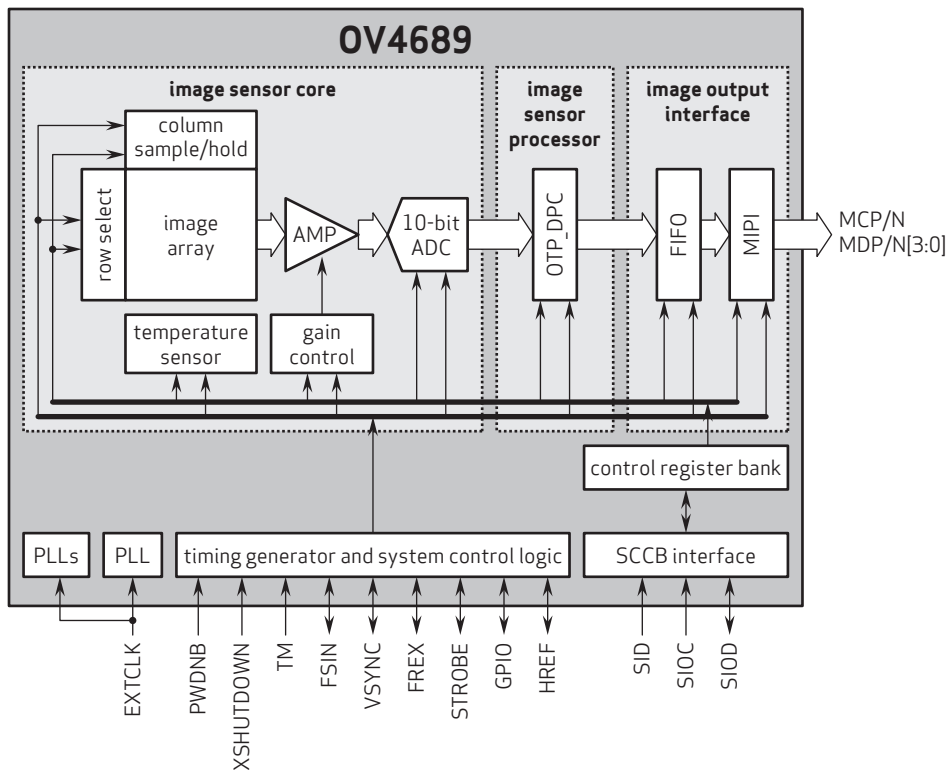 OV4689
image sensor core
image
sensor
processor
image output
interface
column
sample/hold
row select
image
array
AMP
10-bit
ADC
OTP_DPC
FIFO
MIPI
MCP/N
MDP/N[3:0]
temperature
sensor
gain
control
control register bank
PLLs
PLL
timing generator and system control logic
SCCB interface
EXTCLK
PWDNB
XSHUTDOWN
TM
FSIN
VSYNC
FREX
STROBE
GPIO
HREF
SID
SIOC
SIOD